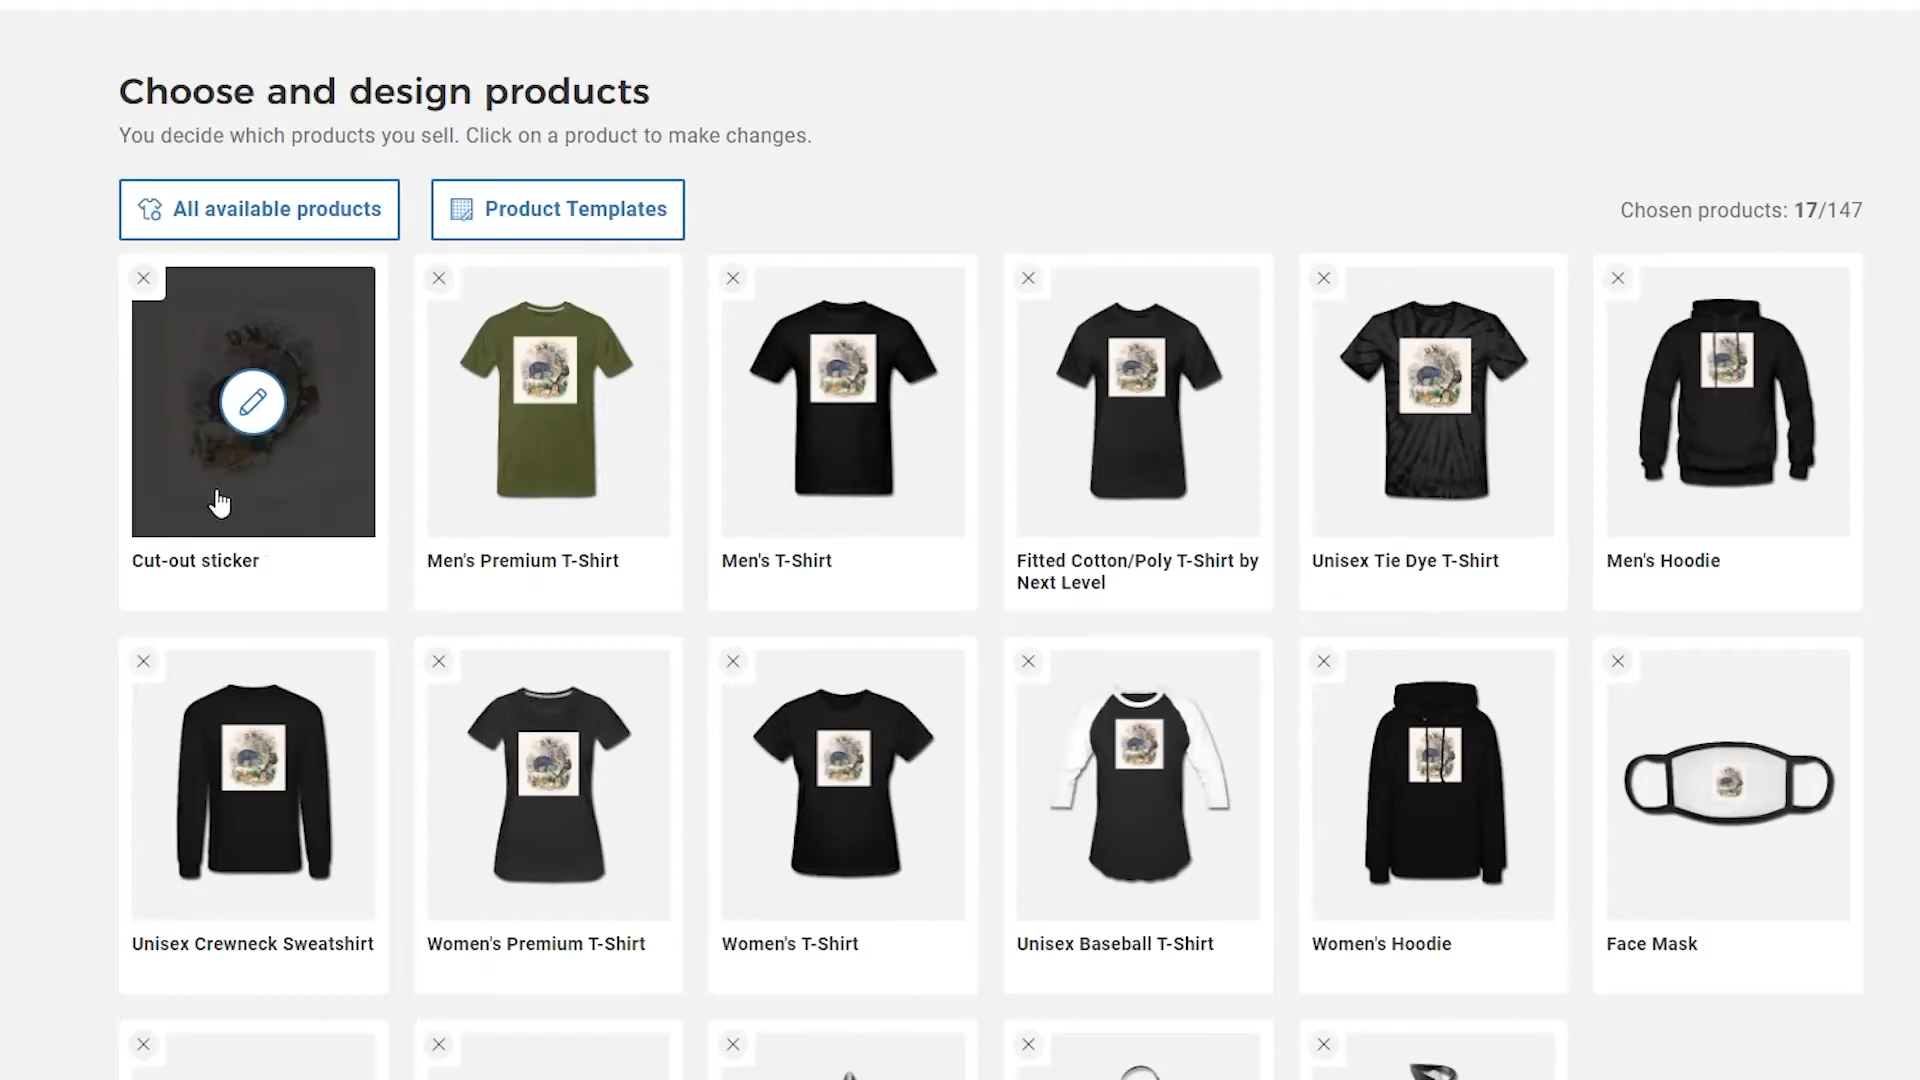 Choose and design products
You decide which products you sell. Click on a product to make changes.
All available products
Product Templates
Chosen products: 17/147
Cut-out sticker
Men's Premium T-Shirt
Men's T-Shirt
Fitted Cotton/Poly T-Shirt by
Next Level
Unisex Tie Dye T-Shirt
Men's Hoodie
Unisex Crewneck Sweatshirt
Women's Premium T-Shirt
Women's T-Shirt
Unisex Baseball T-Shirt
Women's Hoodie
Face Mask